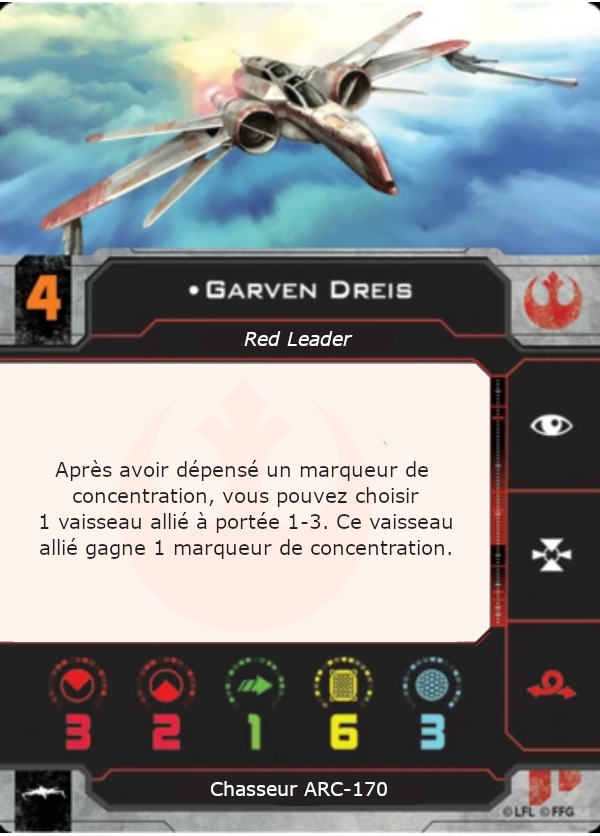 4
•GARVEN DREIS
Red Leader
Après avoir dépensé un marqueur de
concentration, vous pouvez choisir
1 vaisseau allié à portée 1-3. Ce vaisseau
allié gagne 1 marqueur de concentration.
3 2 1 6 3
Chasseur ARC-170
©LFL ©FFG